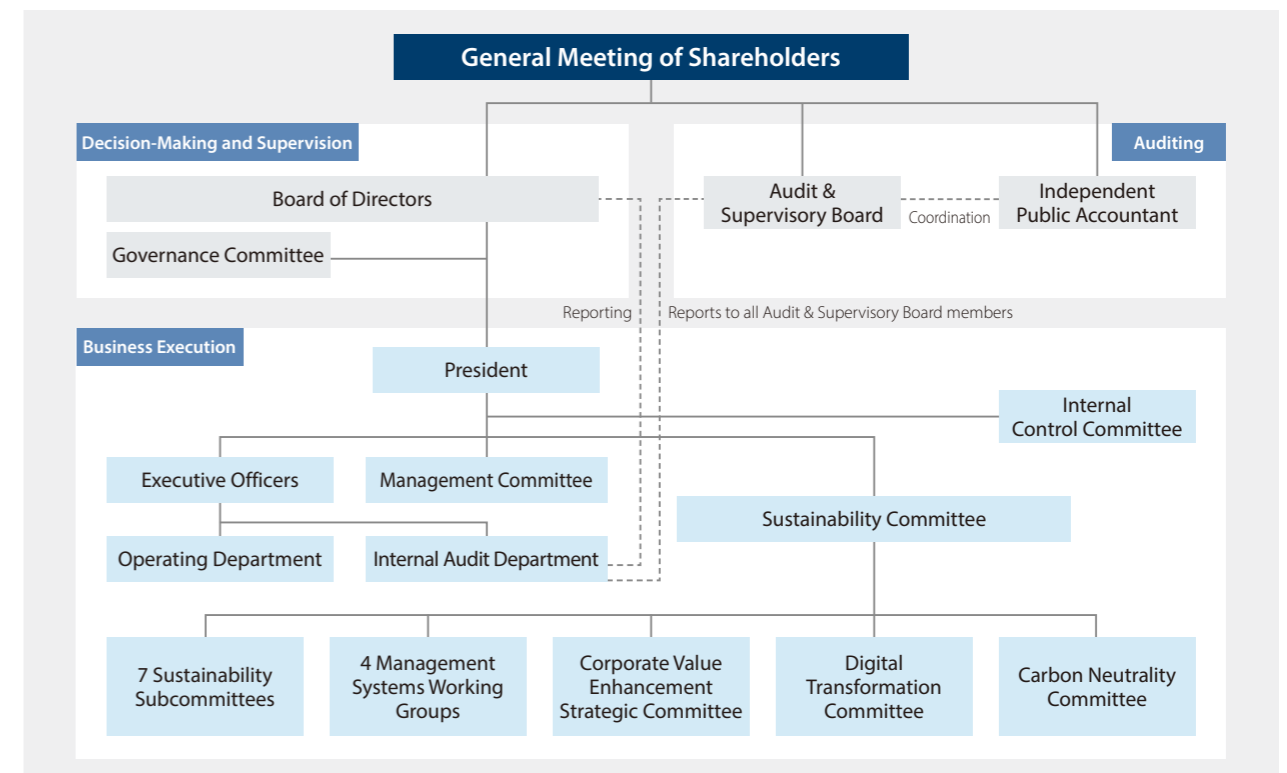 General Meeting of Shareholders
Decision-Making and Supervision
Auditing
Board of Directors
Audit &
Supervisory Board
Coordination
Independent
Public Accountant
Governance Committee
Reporting
Reports to all Audit & Supervisory Board members
Business Execution
President
Internal
Control Committee
Executive Officers
Management Committee
Sustainability Committee
Operating Department
Internal Audit Department
7 Sustainability
Subcommittees
4 Management
Systems Working
Groups
Corporate Value
Enhancement
Strategic Committee
Digital
Transformation
Committee
Carbon Neutrality
Committee